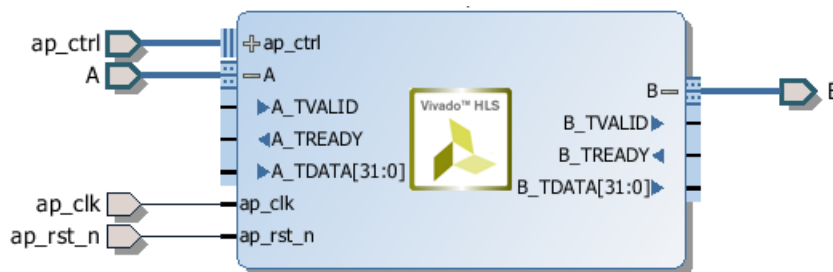 ap_ctrl
A
ap_clk
ap_rst_n
ap_ctrl
A
A_TVALID
A_TREADY
A_TDATA[31:0]
ap_clk
ap_rst_n
Vivado™ HLS
B
B_TVALID
B_TREADY
B_TDATA[31:0]